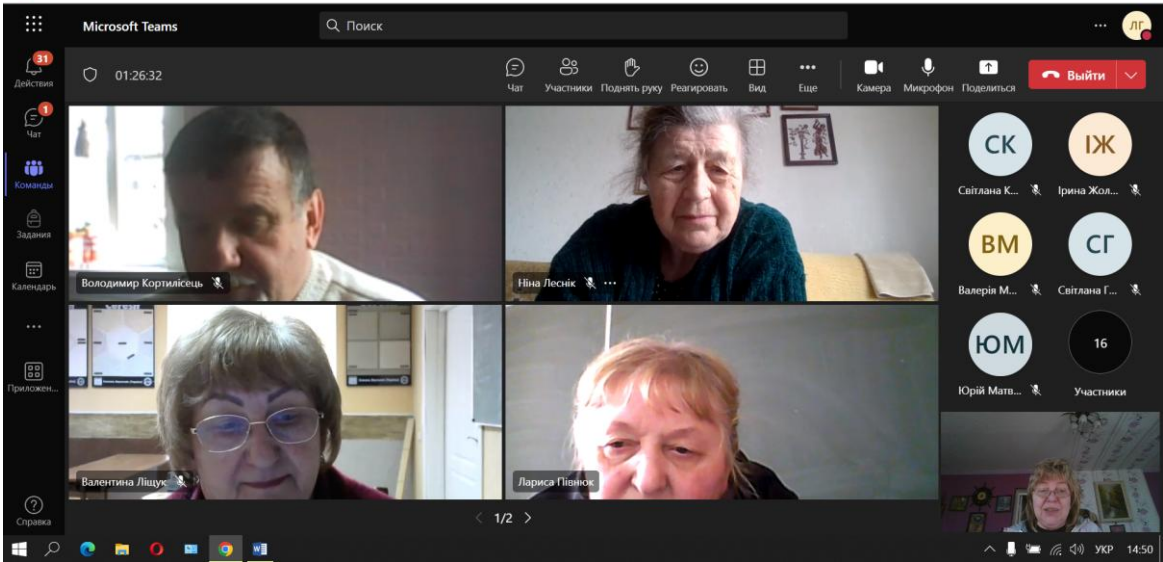 Microsoft Teams
Поиск
ЛГ
31
Действия
01:26:32
Чат
Участники
Поднять руку
Реагировать
Вид
Еще
Камера
Микрофон
Поделиться
Выйти
1
Чат
Команды
Задания
Календарь
Приложен...
Справка
Володимир Кортилісець
Ніна Леснік
Валентина Ліщук
Лариса Півнюк
СК
Світлана К...
ІЖ
Ірина Жол...
ВМ
Валерія М...
СГ
Світлана Г...
ЮМ
Юрій Матв...
16
Участники
1/2
УКР
14:50